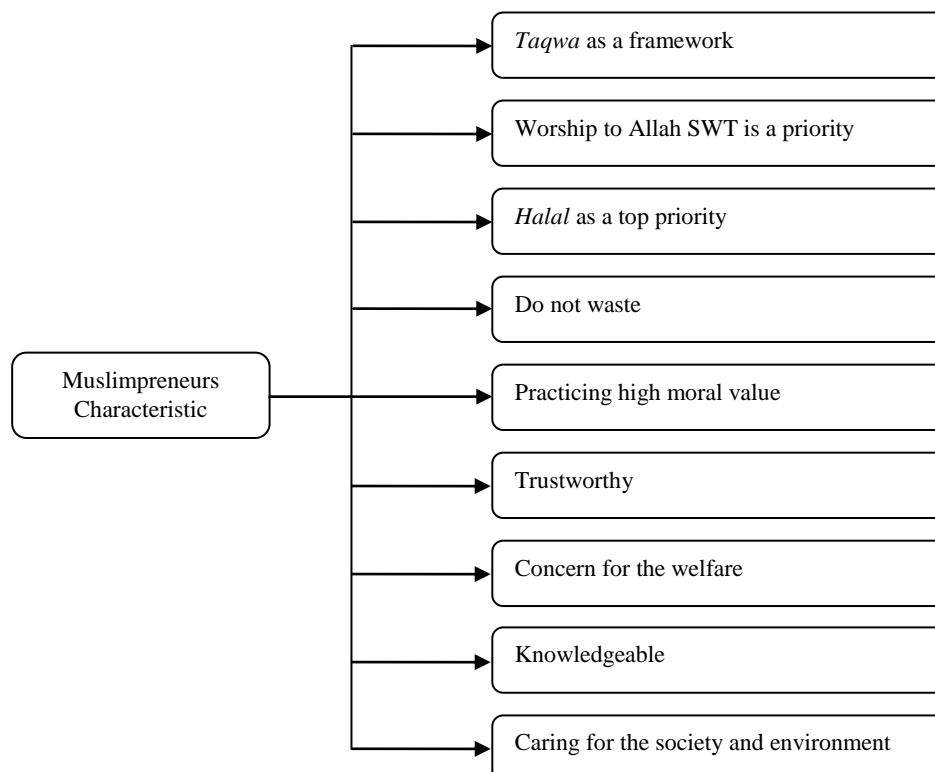 Taqwa as a framework
Worship to Allah SWT is a priority
Halal as a top priority
Do not waste
Muslimpreneurs
Characteristic
Practicing high moral value
Trustworthy
Concern for the welfare
Knowledgeable
Caring for the society and environment